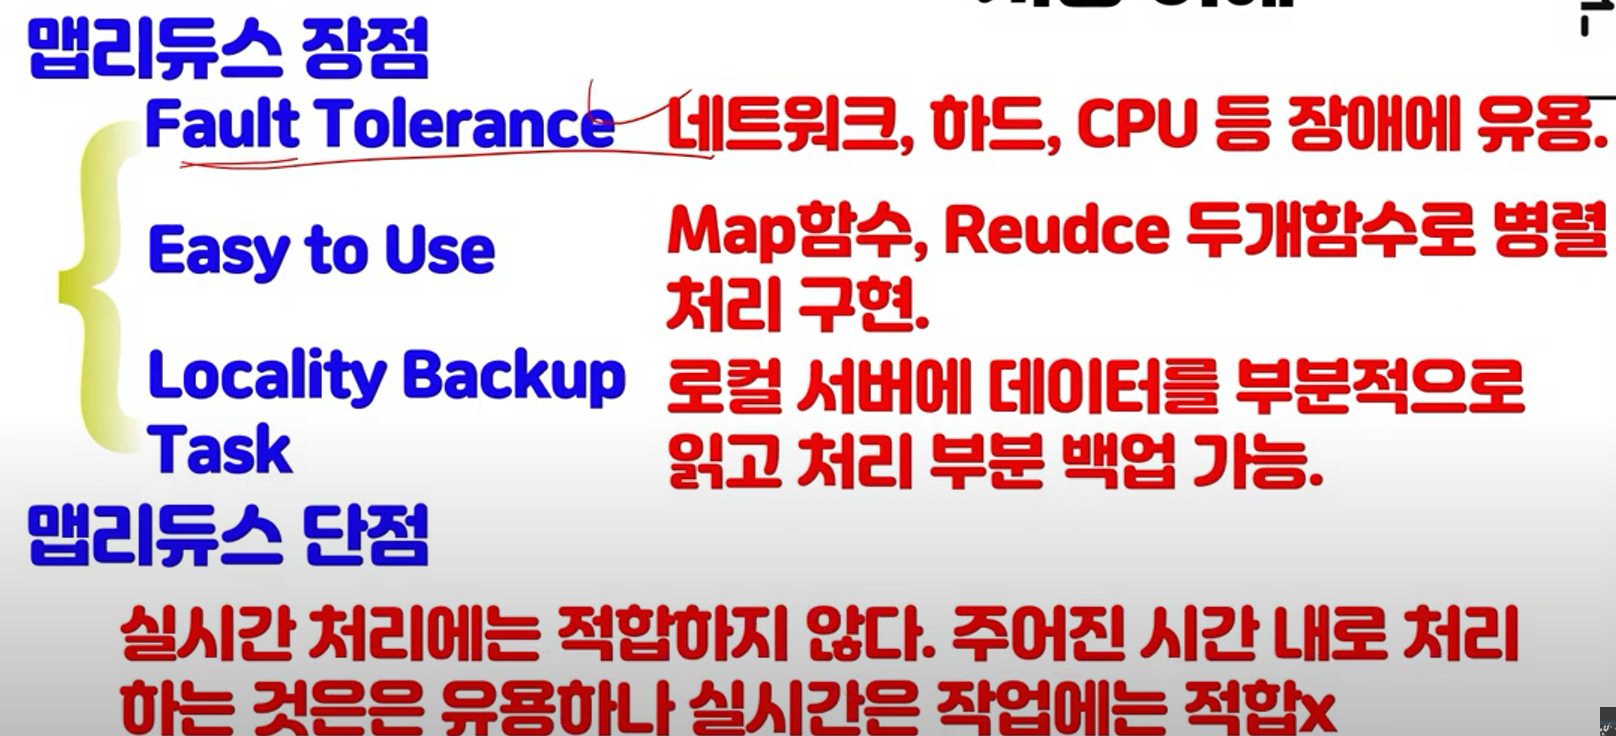 맵리듀스 장점
Fault Tolerance 네트워크, 하드, CPU 등 장애에 유용.
Easy to Use
Map함수, Reudce 두개함수로 병렬
처리 구현.
Locality Backup
Task
로컬 서버에 데이터를 부분적으로
읽고 처리 부분 백업 가능.
맵리듀스 단점
실시간 처리에는 적합하지 않다. 주어진 시간 내로 처리
하는 것은은 유용하나 실시간은 작업에는 적합x